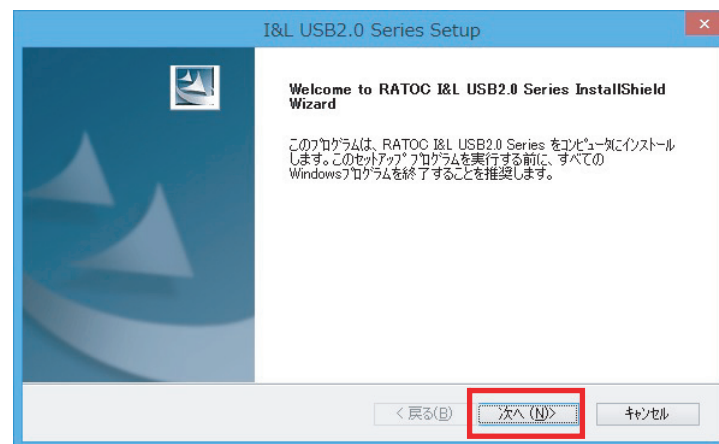 I&L USB2.0 Series Setup
Welcome to RATOC I&L USB2.0 Series InstallShield
Wizard
このﾌﾟﾛｸﾞﾗﾑは、RATOC I&L USB2.0 Series をｺﾝﾋﾟｭｰﾀにｲﾝｽﾄｰﾙ
します。このｾｯﾄｱｯﾌﾟ ﾌﾟﾛｸﾞﾗﾑを実行する前に、すべての
Windowsﾌﾟﾛｸﾞﾗﾑを終了することを推奨します。
< 戻る(B)
次へ (N)>
ｷｬﾝｾﾙ